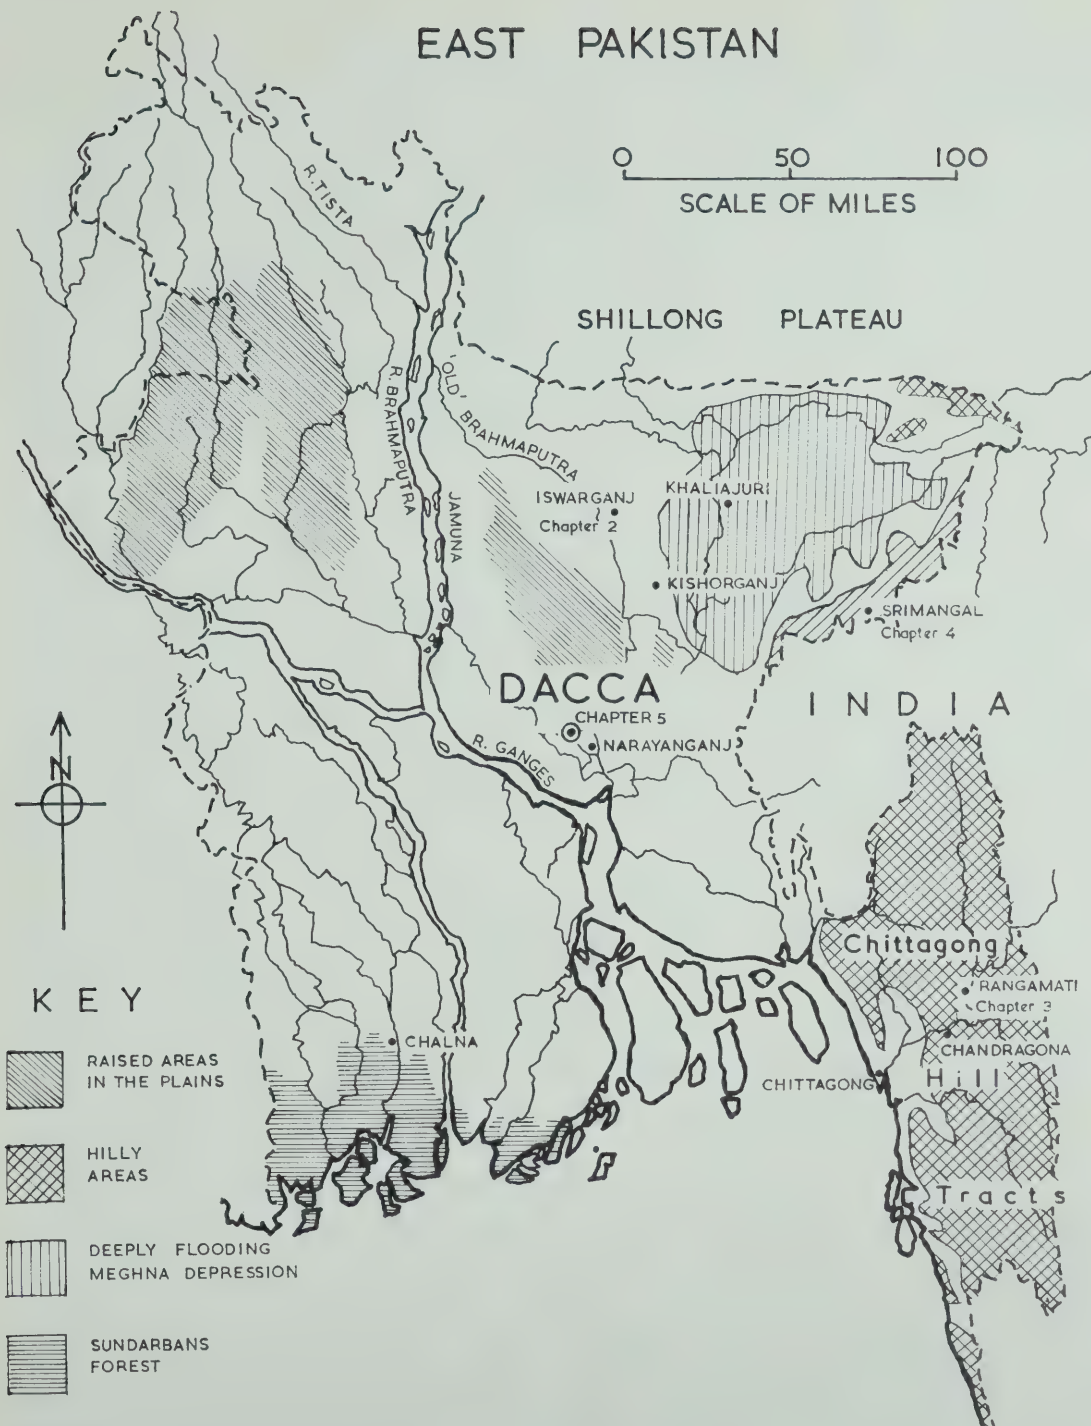 EAST PAKISTAN
0 50 100
SCALE OF MILES
R. TISTA
SHILLONG PLATEAU
R. BRAHMAPUTRA
'OLD' BRAHMAPUTRA
JAMUNA
ISWARGANJ
Chapter 2
KHALIAJURI
KISHORGANJ
SRIMANGAL
Chapter 4
DACCA
CHAPTER 5
NARAYANGANJ
INDIA
R. GANGES
N
Chittagong
RANGAMATI
Chapter 3
CHANDRAGONA
CHITTAGONG
Hill
Tracts
CHALNA
KEY
RAISED AREAS
IN THE PLAINS
HILLY
AREAS
DEEPLY FLOODING
MEGHNA DEPRESSION
SUNDARBANS
FOREST